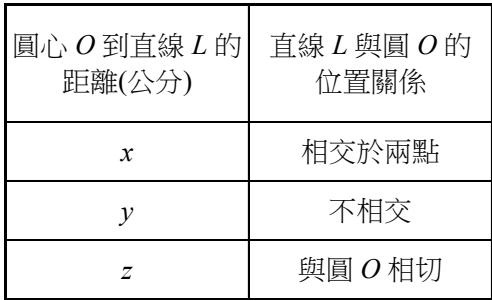 圓心 O 到直線 L 的
距離(公分)
直線 L 與圓 O 的
位置關係
x
相交於兩點
y
不相交
z
與圓 O 相切